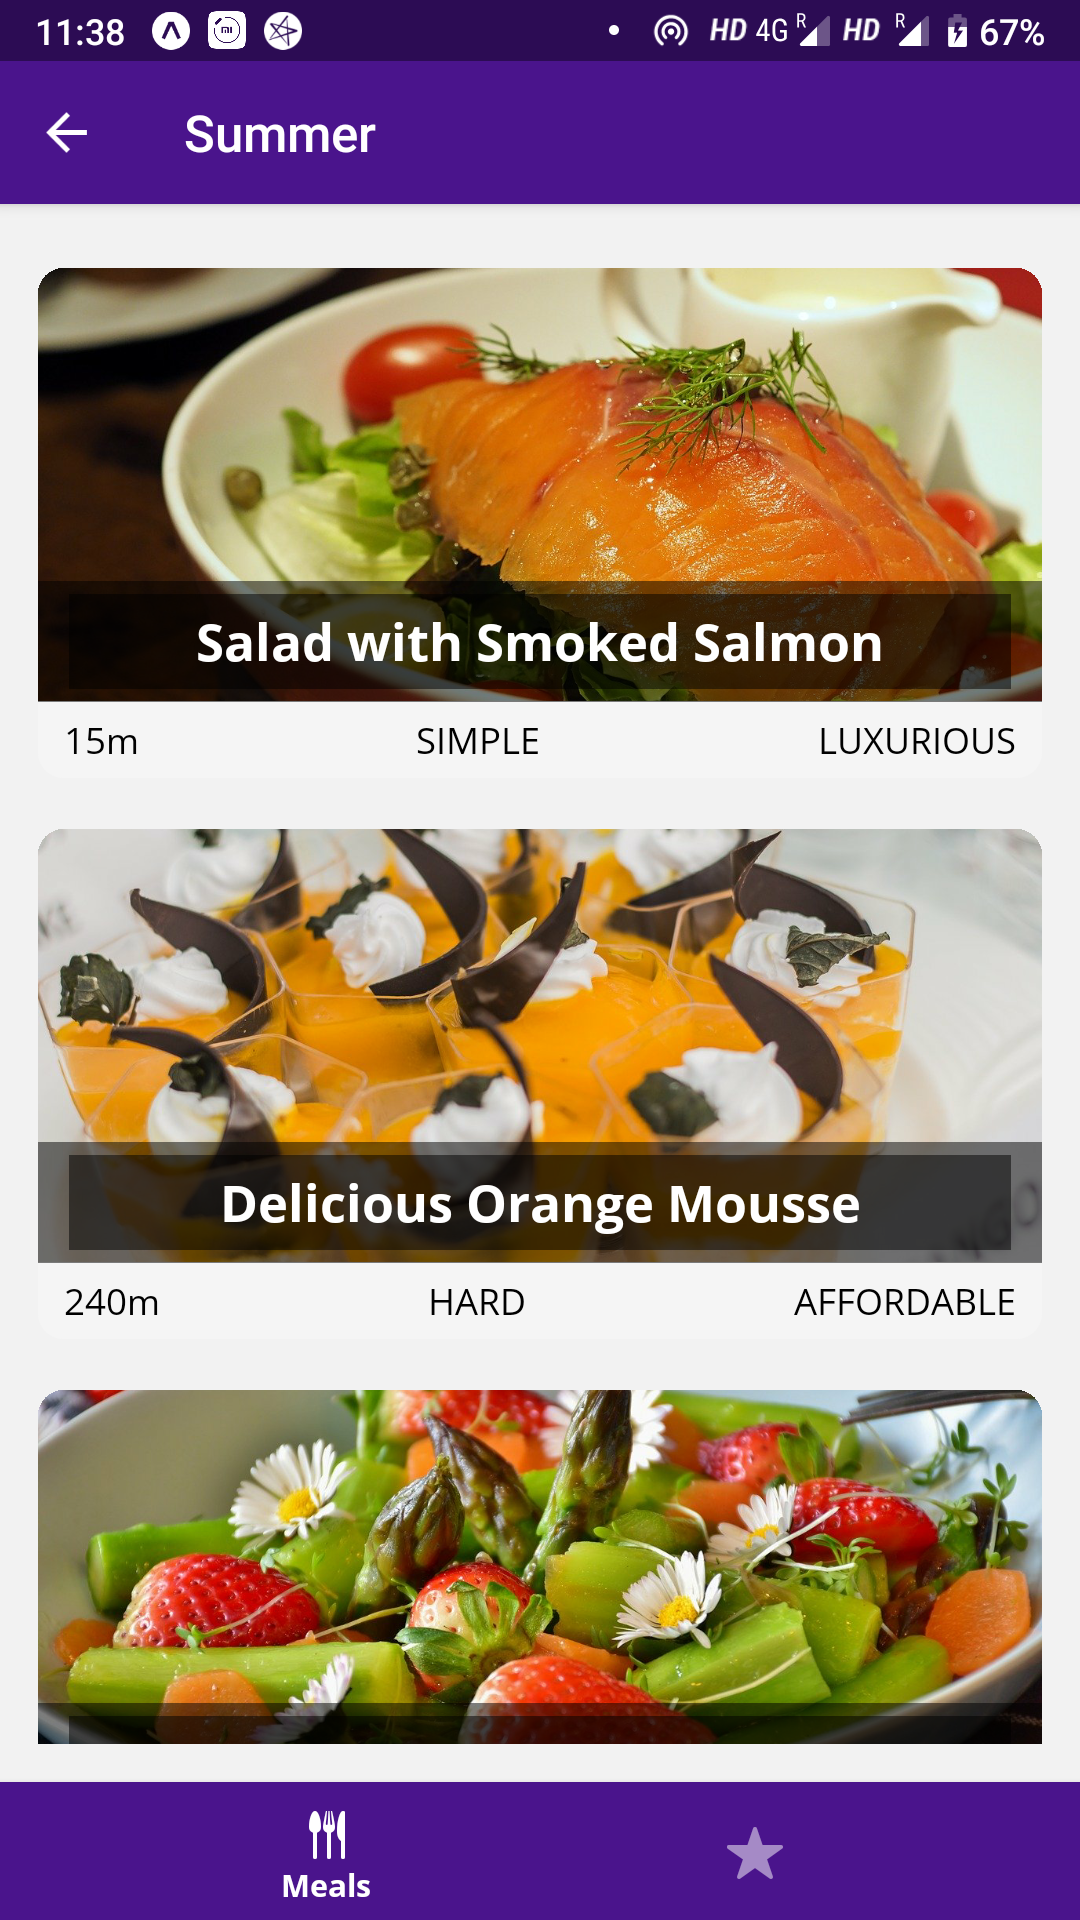 11:38 HD 4G R HD R 67%
Summer
Salad with Smoked Salmon
15m SIMPLE LUXURIOUS
Delicious Orange Mousse
240m HARD AFFORDABLE
Meals